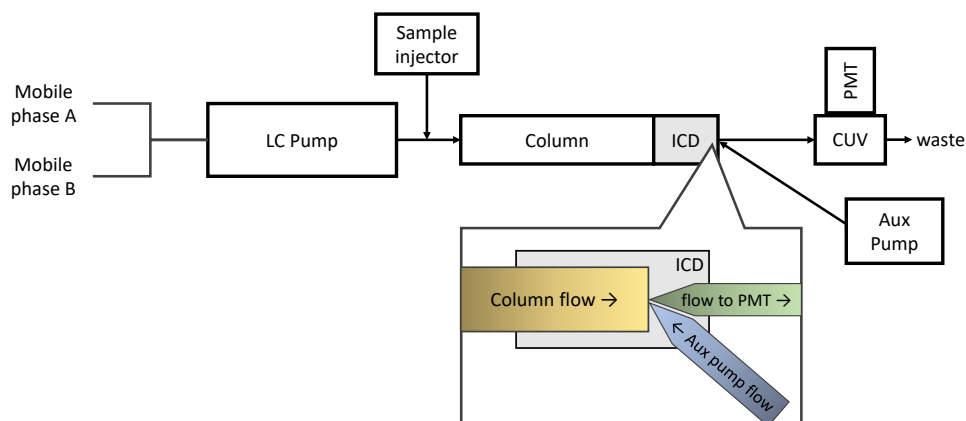 Sample
injector
PMT
Mobile
phase A
LC Pump
Column
ICD
CUV
waste
Mobile
phase B
Aux
Pump
ICD
Column flow →
flow to PMT →
← Aux pump flow